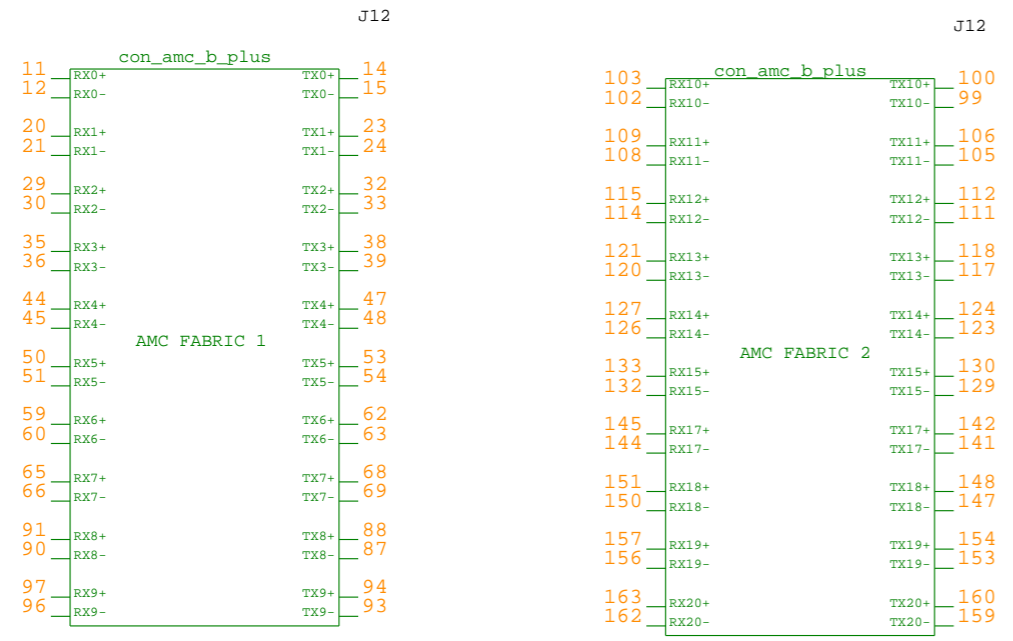 J12
con_amc_b_plus
11 RX0+ TX0+ 14
12 RX0- TX0- 15
20 RX1+ TX1+ 23
21 RX1- TX1- 24
29 RX2+ TX2+ 32
30 RX2- TX2- 33
35 RX3+ TX3+ 38
36 RX3- TX3- 39
44 RX4+ TX4+ 47
45 RX4- TX4- 48
AMC FABRIC 1
50 RX5+ TX5+ 53
51 RX5- TX5- 54
59 RX6+ TX6+ 62
60 RX6- TX6- 63
65 RX7+ TX7+ 68
66 RX7- TX7- 69
91 RX8+ TX8+ 88
90 RX8- TX8- 87
97 RX9+ TX9+ 94
96 RX9- TX9- 93
J12
con_amc_b_plus
103 RX10+ TX10+ 100
102 RX10- TX10- 99
109 RX11+ TX11+ 106
108 RX11- TX11- 105
115 RX12+ TX12+ 112
114 RX12- TX12- 111
121 RX13+ TX13+ 118
120 RX13- TX13- 117
127 RX14+ TX14+ 124
126 RX14- TX14- 123
AMC FABRIC 2
133 RX15+ TX15+ 130
132 RX15- TX15- 129
145 RX17+ TX17+ 142
144 RX17- TX17- 141
151 RX18+ TX18+ 148
150 RX18- TX18- 147
157 RX19+ TX19+ 154
156 RX19- TX19- 153
163 RX20+ TX20+ 160
162 RX20- TX20- 159